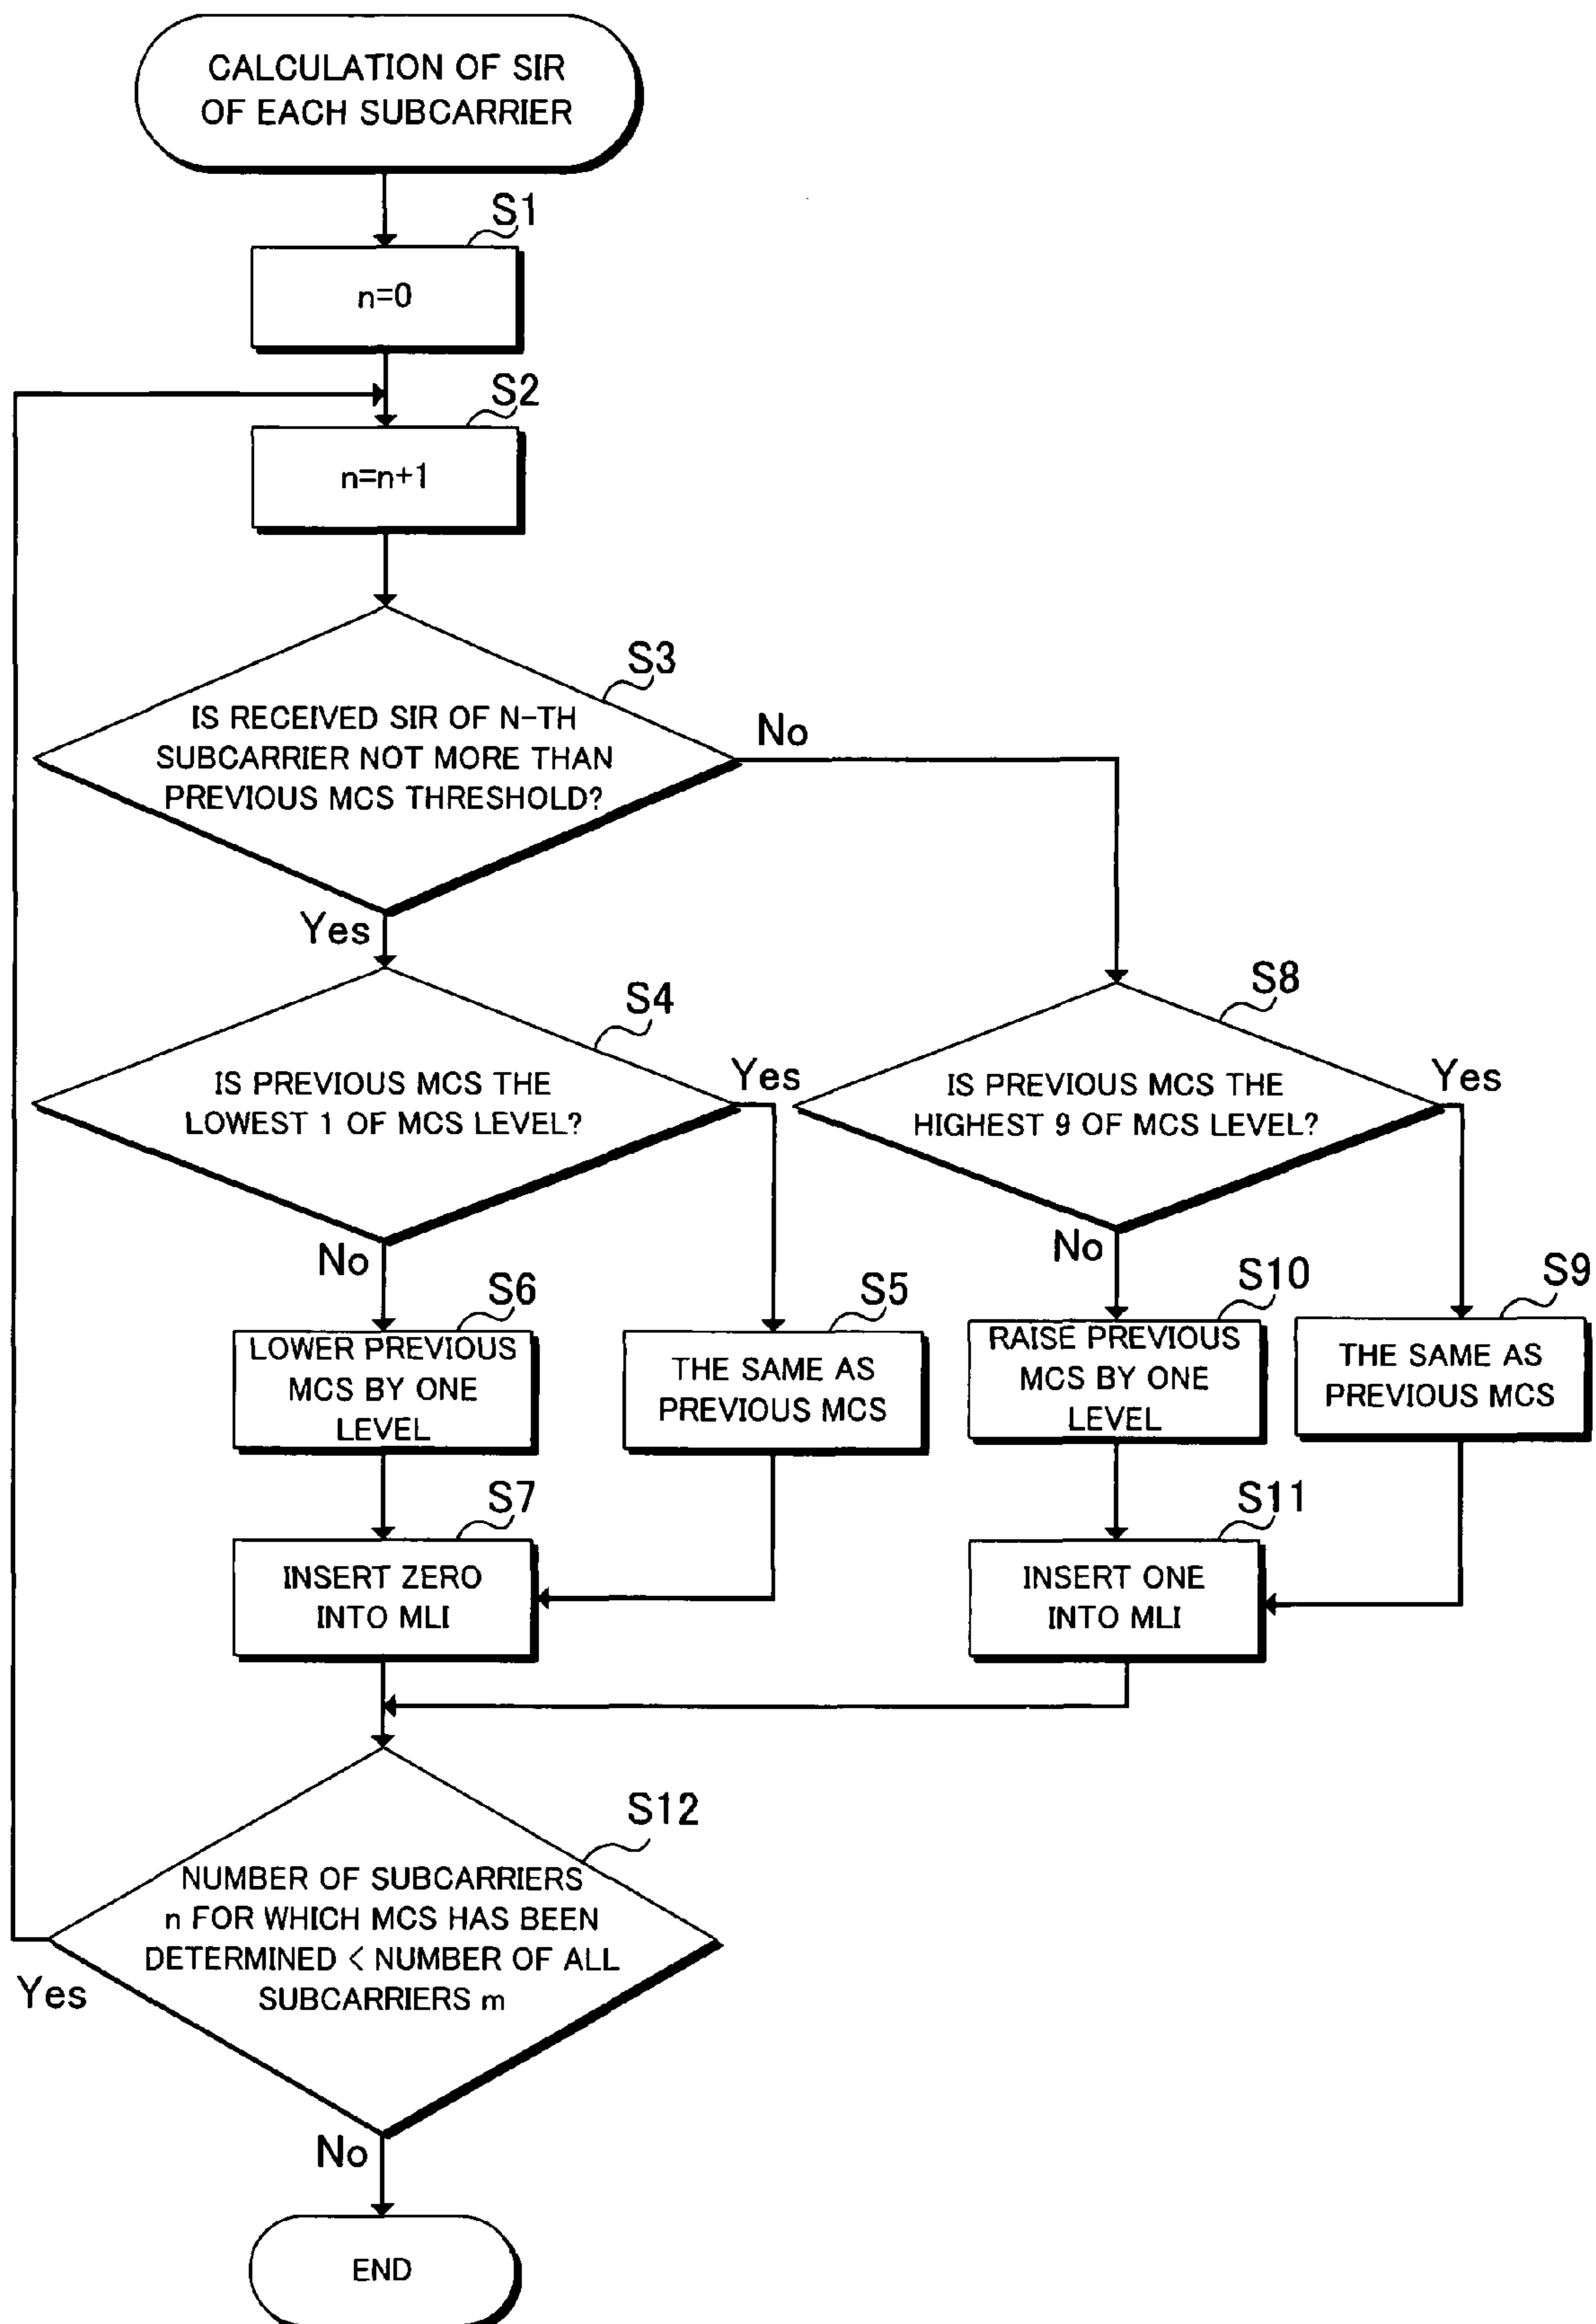 CALCULATION OF SIR
OF EACH SUBCARRIER
S1
n=0
S2
n=n+1
S3
IS RECEIVED SIR OF N-TH
SUBCARRIER NOT MORE THAN
PREVIOUS MCS THRESHOLD?
No
Yes
S4
IS PREVIOUS MCS THE
LOWEST 1 OF MCS LEVEL?
Yes
No
S8
IS PREVIOUS MCS THE
HIGHEST 9 OF MCS LEVEL?
Yes
No
S6
LOWER PREVIOUS
MCS BY ONE
LEVEL
S5
THE SAME AS
PREVIOUS MCS
S10
RAISE PREVIOUS
MCS BY ONE
LEVEL
S9
THE SAME AS
PREVIOUS MCS
S7
INSERT ZERO
INTO MLI
S11
INSERT ONE
INTO MLI
S12
NUMBER OF SUBCARRIERS
n FOR WHICH MCS HAS BEEN
DETERMINED < NUMBER OF ALL
SUBCARRIERS m
Yes
No
END